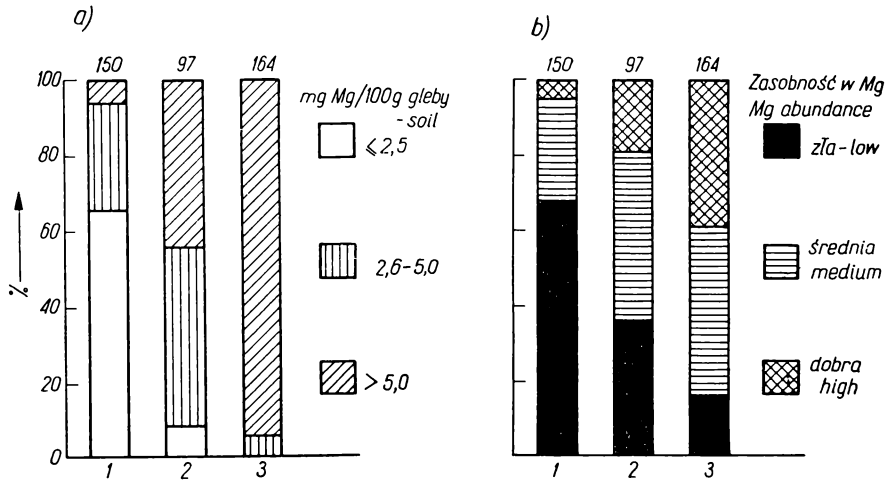 a)
150 97 164
100
80
60
40
20
0
%
1 2 3
mg Mg/100g gleby
- soil
⩽2,5
2,6-5,0
> 5,0
b)
150 97 164
1 2 3
Zasobność w Mg
Mg abundance
zła-low
średnia
medium
dobra
high